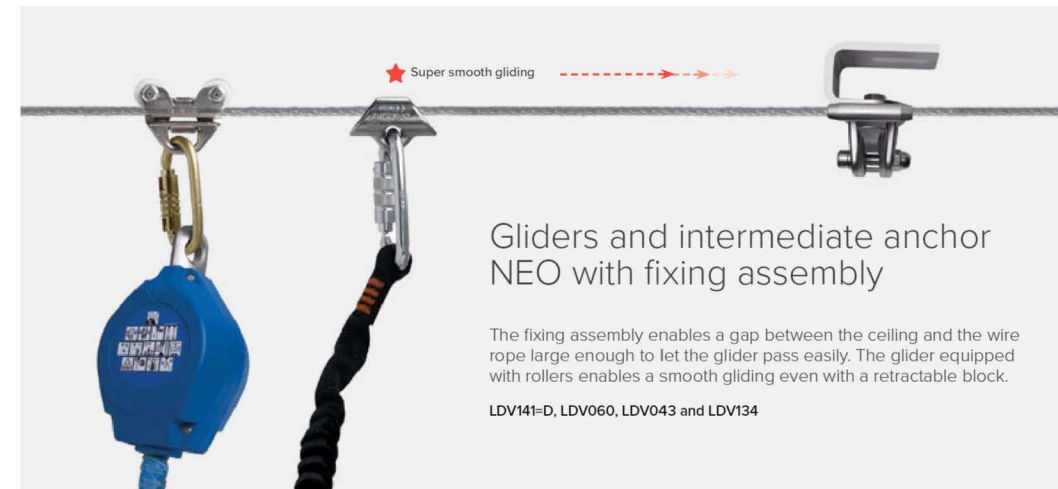 Super smooth gliding
Gliders and intermediate anchor
NEO with fixing assembly
The fixing assembly enables a gap between the ceiling and the wire
rope large enough to let the glider pass easily. The glider equipped
with rollers enables a smooth gliding even with a retractable block.
LDV141=D, LDV060, LDV043 and LDV134